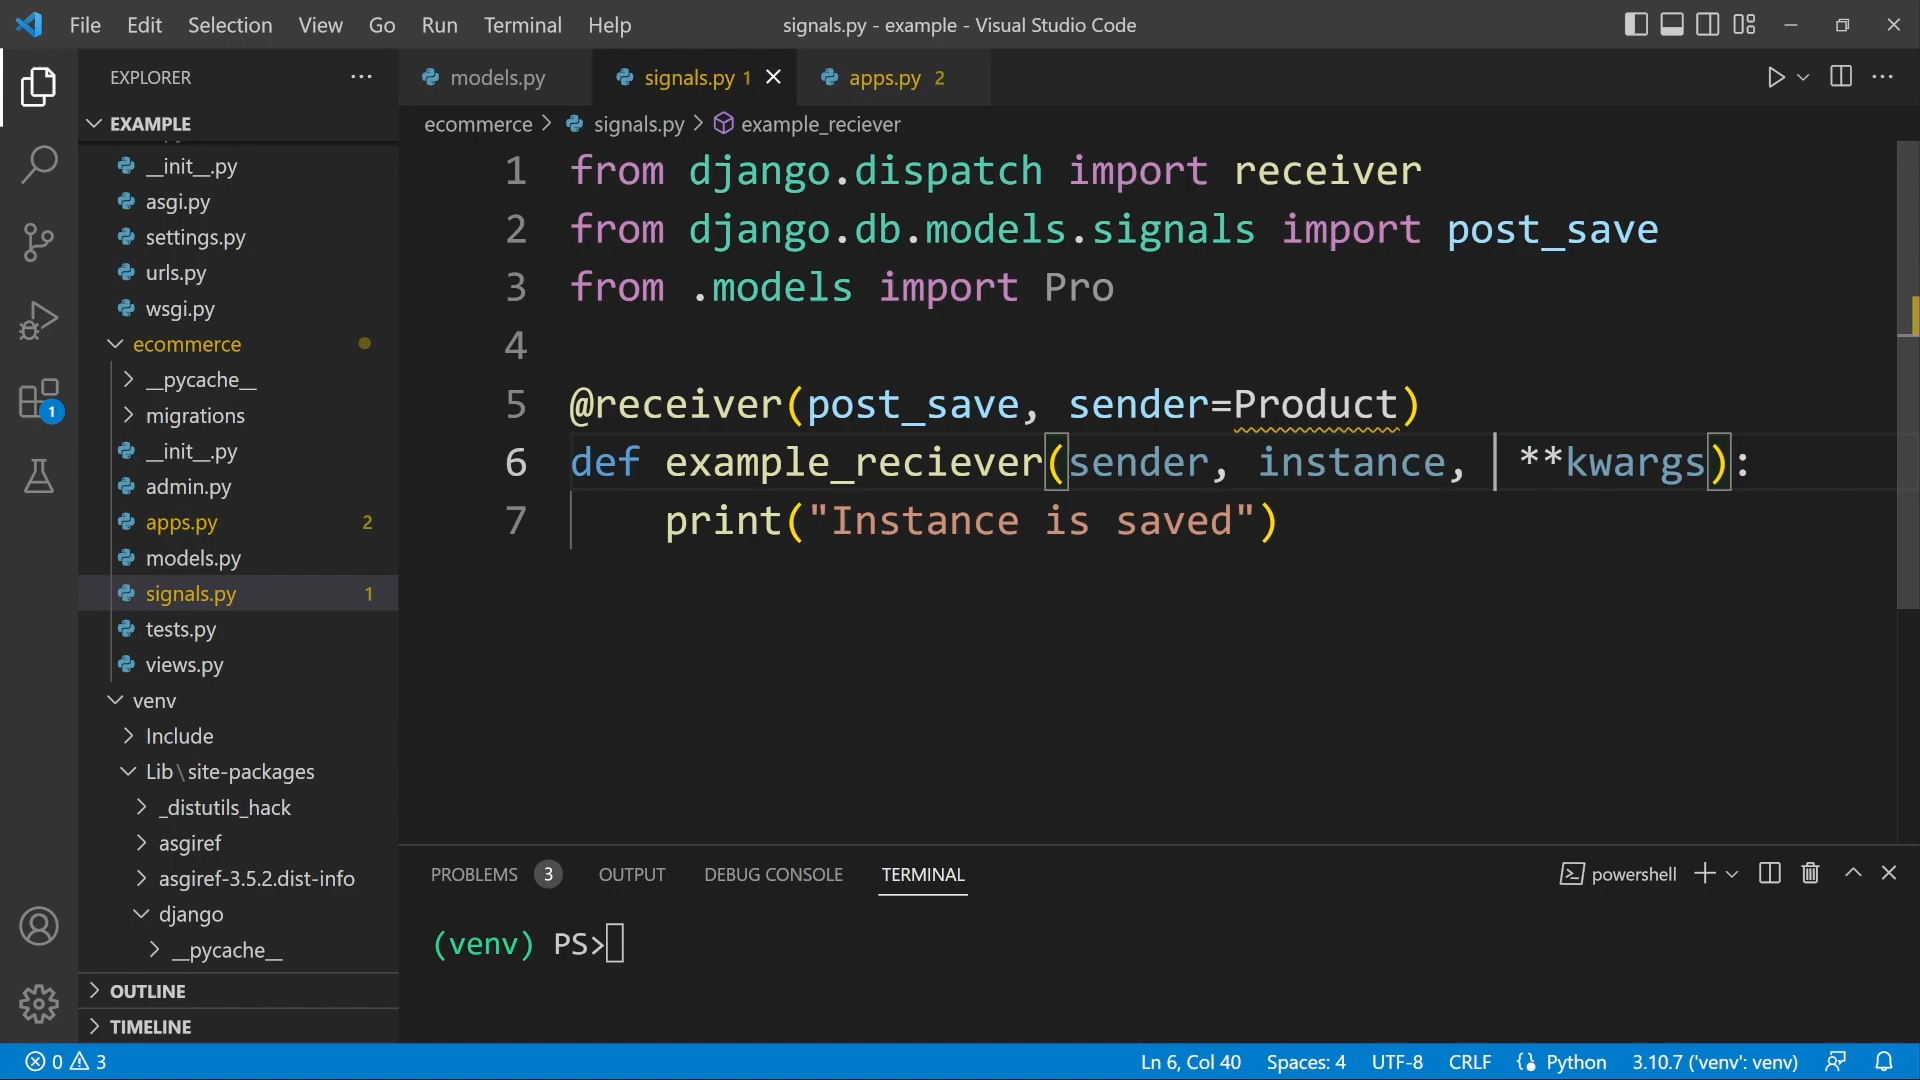 File Edit Selection View Go Run Terminal Help signals.py - example - Visual Studio Code
EXPLORER
models.py signals.py 1 apps.py 2
EXAMPLE
ecommerce signals.py example_reciever
__init__.py
asgi.py
settings.py
urls.py
wsgi.py
ecommerce
__pycache__
migrations
__init__.py
admin.py
apps.py 2
models.py
signals.py 1
tests.py
views.py
venv
Include
Lib\site-packages
_distutils_hack
asgiref
asgiref-3.5.2.dist-info
django
__pycache__
OUTLINE
TIMELINE
1 from django.dispatch import receiver
2 from django.db.models.signals import post_save
3 from .models import Pro
4
5 @receiver(post_save, sender=Product)
6 def example_reciever(sender, instance, **kwargs):
7 print("Instance is saved")
PROBLEMS 3 OUTPUT DEBUG CONSOLE TERMINAL powershell
(venv) PS>
1
0 3 Ln 6, Col 40 Spaces: 4 UTF-8 CRLF Python 3.10.7 ('venv': venv)